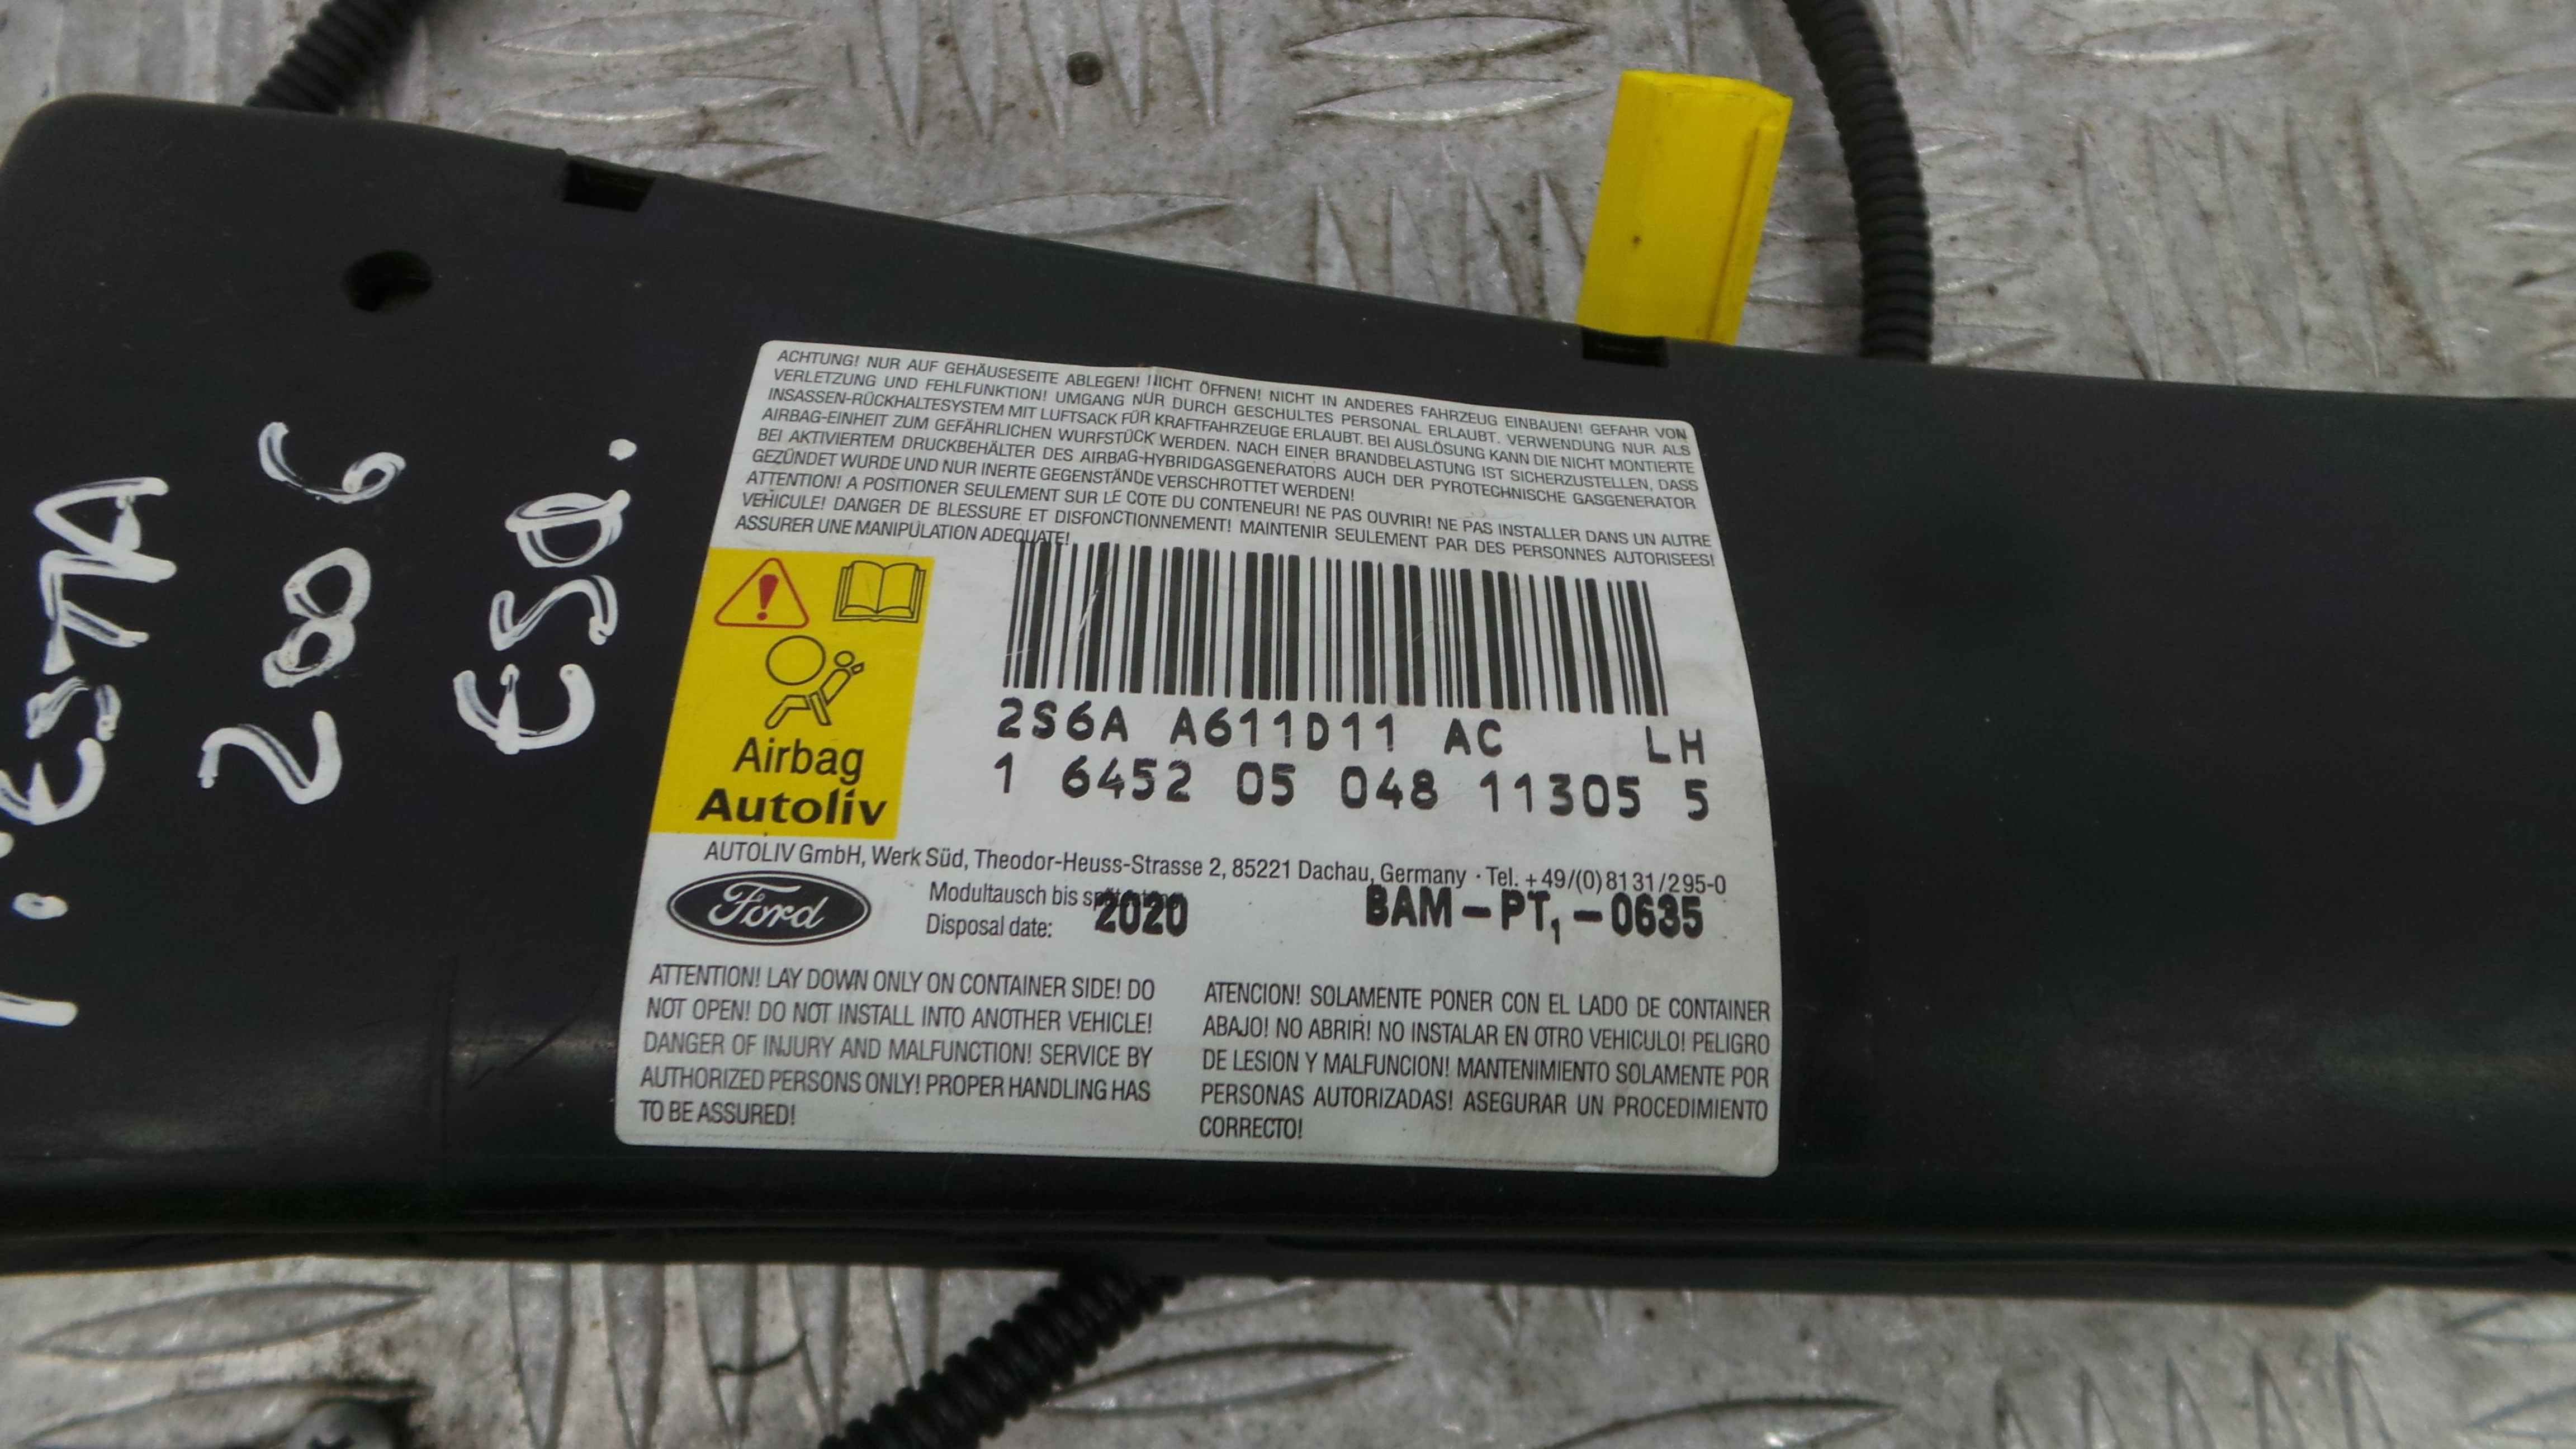 ACHTUNG! NUR AUF GEHÄUSESEITE ABLEGEN! NICHT ÖFFNEN! NICHT IN ANDERES FAHRZEUG EINBAUEN! GEFAHR VON
VERLETZUNG UND FEHLFUNKTION! UMGANG NUR DURCH GESCHULTES PERSONAL ERLAUBT. VERWENDUNG NUR ALS
INSASSEN-RÜCKHALTESYSTEM MIT LUFTSACK FÜR KRAFTFAHRZEUGE ERLAUBT. BEI AUSLÖSUNG KANN DIE NICHT MONTIERTE
AIRBAG-EINHEIT ZUM GEFÄHRLICHEN WURFSTÜCK WERDEN. NACH EINER BRANDBELASTUNG IST SICHERZUSTELLEN, DASS
BEI AKTIVIERTEM DRUCKBEHÄLTER DES AIRBAG-HYBRIDGASGENERATORS AUCH DER PYROTECHNISCHE GASGENERATOR
GEZÜNDET WURDE UND NUR INERTE GEGENSTÄNDE VERSCHROTTET WERDEN!
ATTENTION! A POSITIONER SEULEMENT SUR LE COTE DU CONTENEUR! NE PAS OUVRIR! NE PAS INSTALLER DANS UN AUTRE
VEHICULE! DANGER DE BLESSURE ET DISFONCTIONNEMENT! MAINTENIR SEULEMENT PAR DES PERSONNES AUTORISEES!
ASSURER UNE MANIPULATION ADEQUATE!
2S6A A611D11 AC LH
1 6452 05 048 11305 5
Airbag
Autoliv
AUTOLIV GmbH, Werk Süd, Theodor-Heuss-Strasse 2, 85221 Dachau, Germany · Tel. +49/(0)8131/295-0
Ford
Modultausch bis spätestens
Disposal date: 2020
BAM-PT,-0635
ATTENTION! LAY DOWN ONLY ON CONTAINER SIDE! DO
NOT OPEN! DO NOT INSTALL INTO ANOTHER VEHICLE!
DANGER OF INJURY AND MALFUNCTION! SERVICE BY
AUTHORIZED PERSONS ONLY! PROPER HANDLING HAS
TO BE ASSURED!
ATENCION! SOLAMENTE PONER CON EL LADO DE CONTAINER
ABAJO! NO ABRIR! NO INSTALAR EN OTRO VEHICULO! PELIGRO
DE LESION Y MALFUNCION! MANTENIMIENTO SOLAMENTE POR
PERSONAS AUTORIZADAS! ASEGURAR UN PROCEDIMIENTO
CORRECTO!
2006
ESQ.